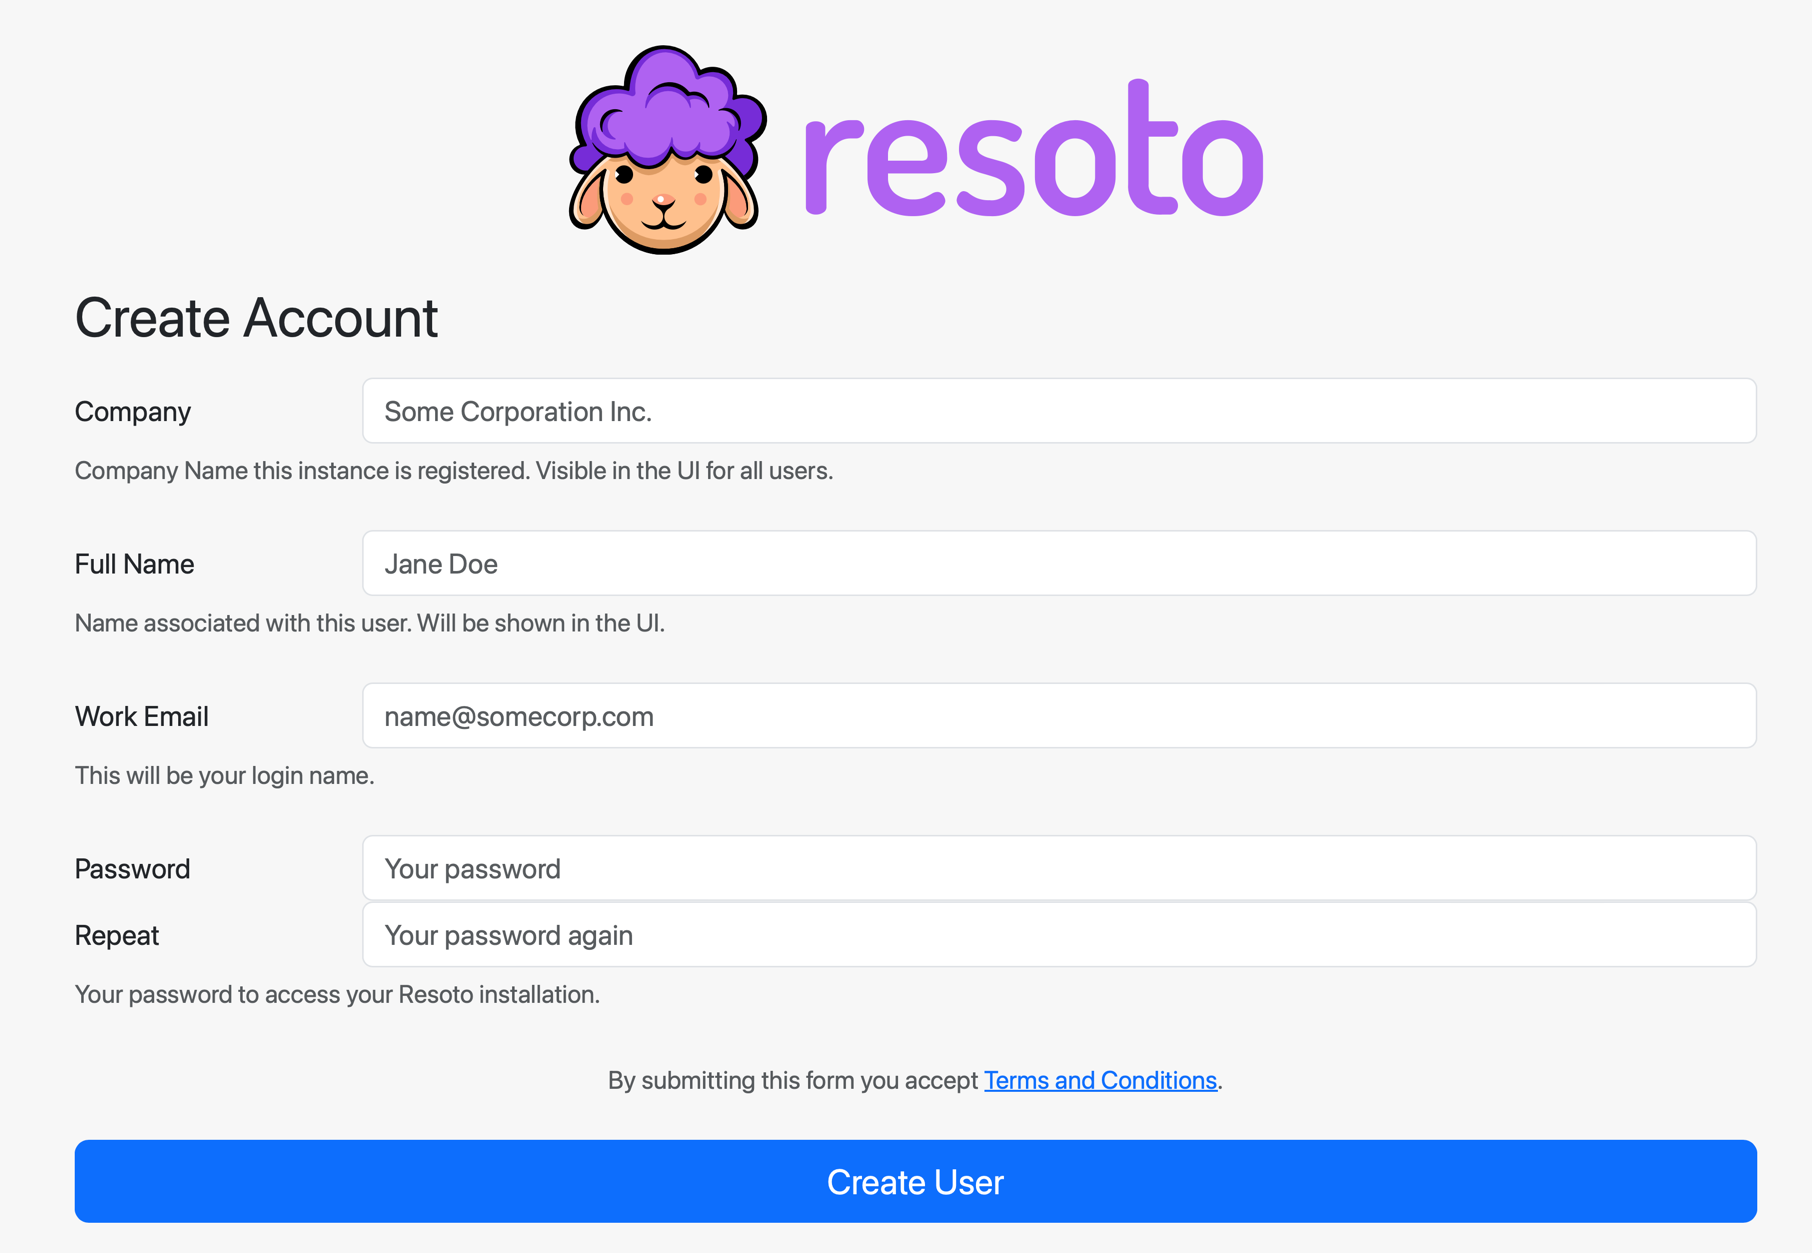 resoto
Create Account
Company
Some Corporation Inc.
Company Name this instance is registered. Visible in the UI for all users.
Full Name
Jane Doe
Name associated with this user. Will be shown in the UI.
Work Email
name@somecorp.com
This will be your login name.
Password
Your password
Repeat
Your password again
Your password to access your Resoto installation.
By submitting this form you accept Terms and Conditions.
Create User